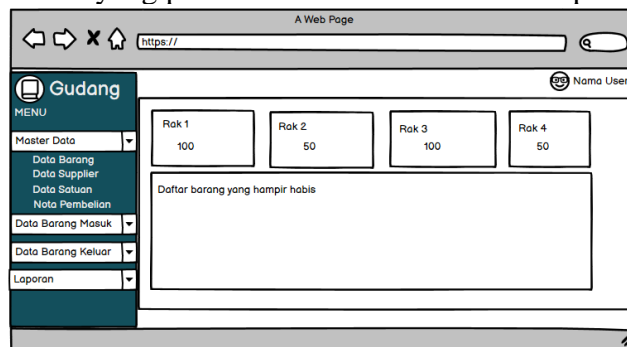 A Web Page
https://
Gudang
Nama User
MENU
Master Data
Data Barang
Data Supplier
Data Satuan
Nota Pembelian
Data Barang Masuk
Data Barang Keluar
Laporan
Rak 1
100
Rak 2
50
Rak 3
100
Rak 4
50
Daftar barang yang hampir habis